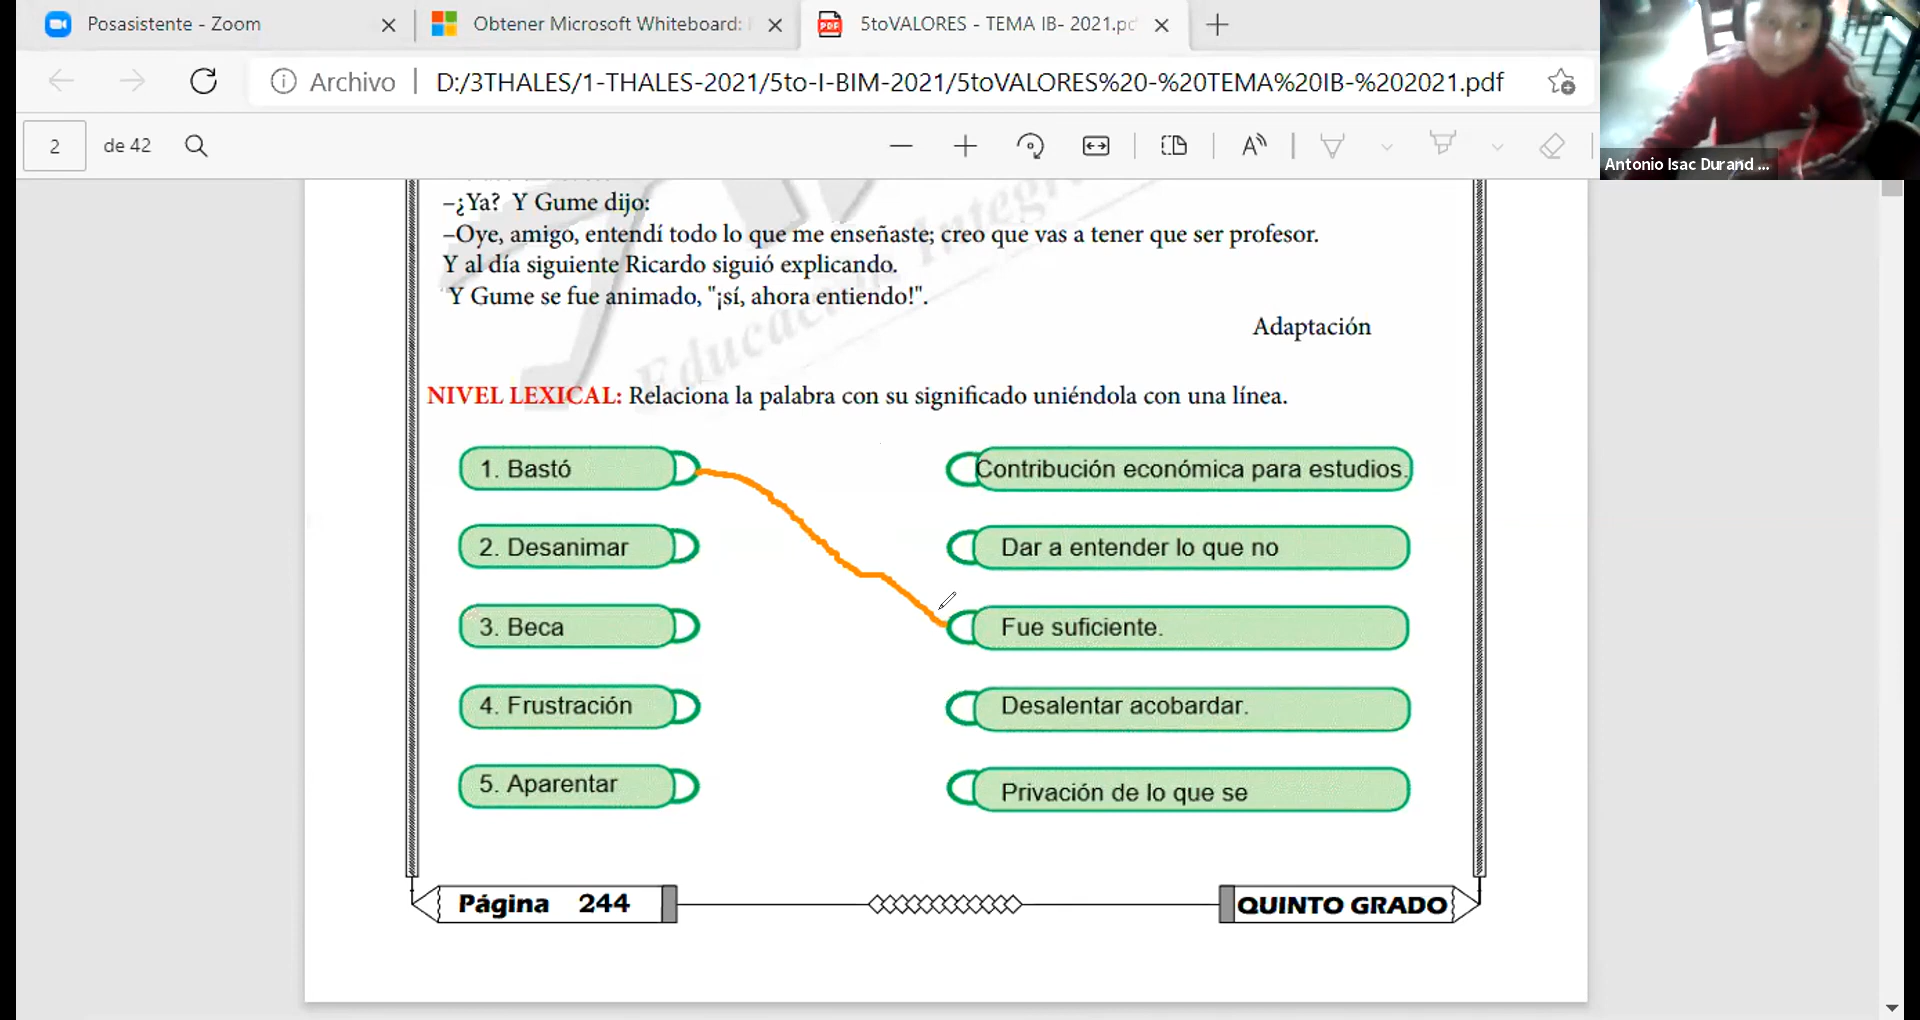 Posasistente - Zoom
Obtener Microsoft Whiteboard:
5toVALORES - TEMA IB- 2021.pc
Archivo
D:/3THALES/1-THALES-2021/5to-I-BIM-2021/5toVALORES%20-%20TEMA%20IB-%202021.pdf
2 de 42
Antonio Isac Durand ...
Educación Integr
–¿Ya? Y Gume dijo:
–Oye, amigo, entendí todo lo que me enseñaste; creo que vas a tener que ser profesor.
Y al día siguiente Ricardo siguió explicando.
Y Gume se fue animado, "¡sí, ahora entiendo!".
Adaptación
NIVEL LEXICAL: Relaciona la palabra con su significado uniéndola con una línea.
1. Bastó
Contribución económica para estudios.
2. Desanimar
Dar a entender lo que no
3. Beca
Fue suficiente.
4. Frustración
Desalentar acobardar.
5. Aparentar
Privación de lo que se
Página 244
QUINTO GRADO